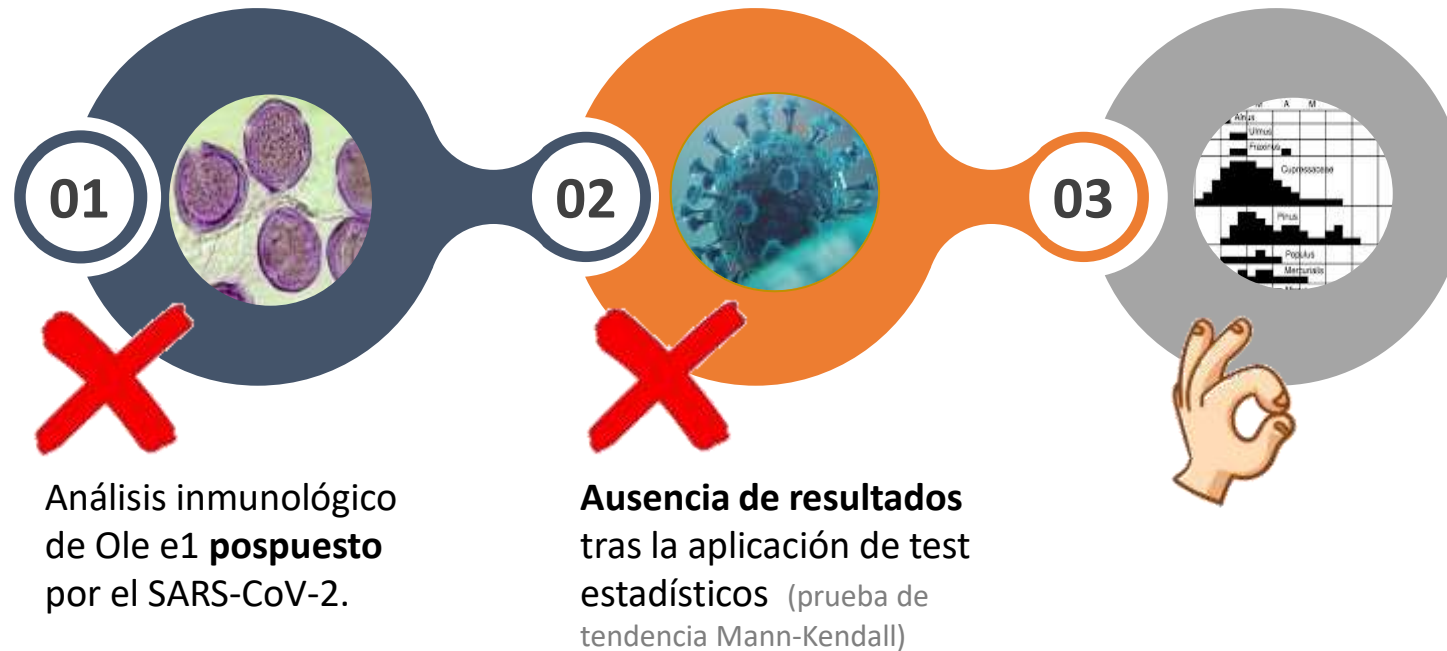 01
02
03
M A M
Alnus
Ulmus
Fraxinus
Cupressaceae
Pinus
Populus
Mercurialis
Análisis inmunológico
de Ole e1 pospuesto
por el SARS-CoV-2.
Ausencia de resultados
tras la aplicación de test
estadísticos (prueba de
tendencia Mann-Kendall)